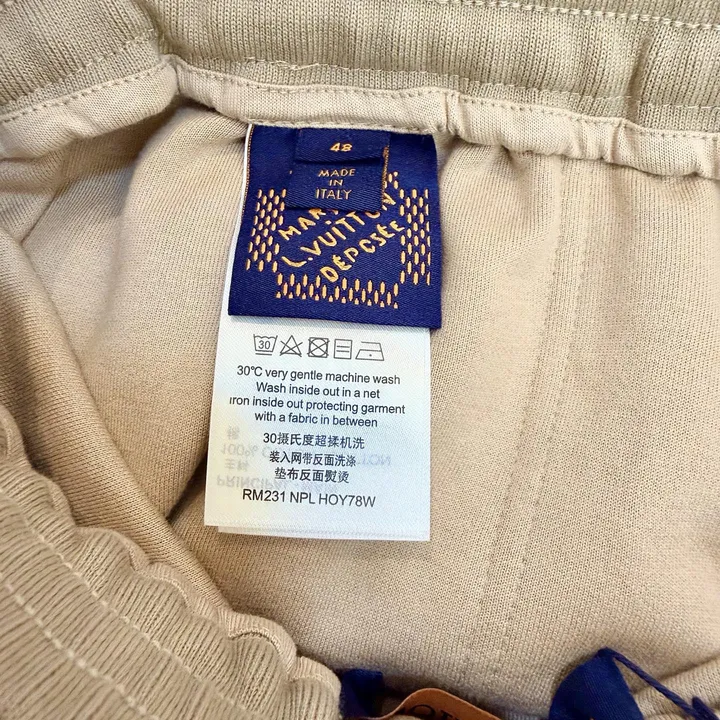 48
MADE
IN
ITALY
L.VUITTON
DÉPOSÉE
30
30℃ very gentle machine wash
Wash inside out in a net
iron inside out protecting garment
with a fabric in between
30摄氏度超揉机洗
装入网带反面洗涤
垫布反面熨烫
RM231 NPL HOY78W